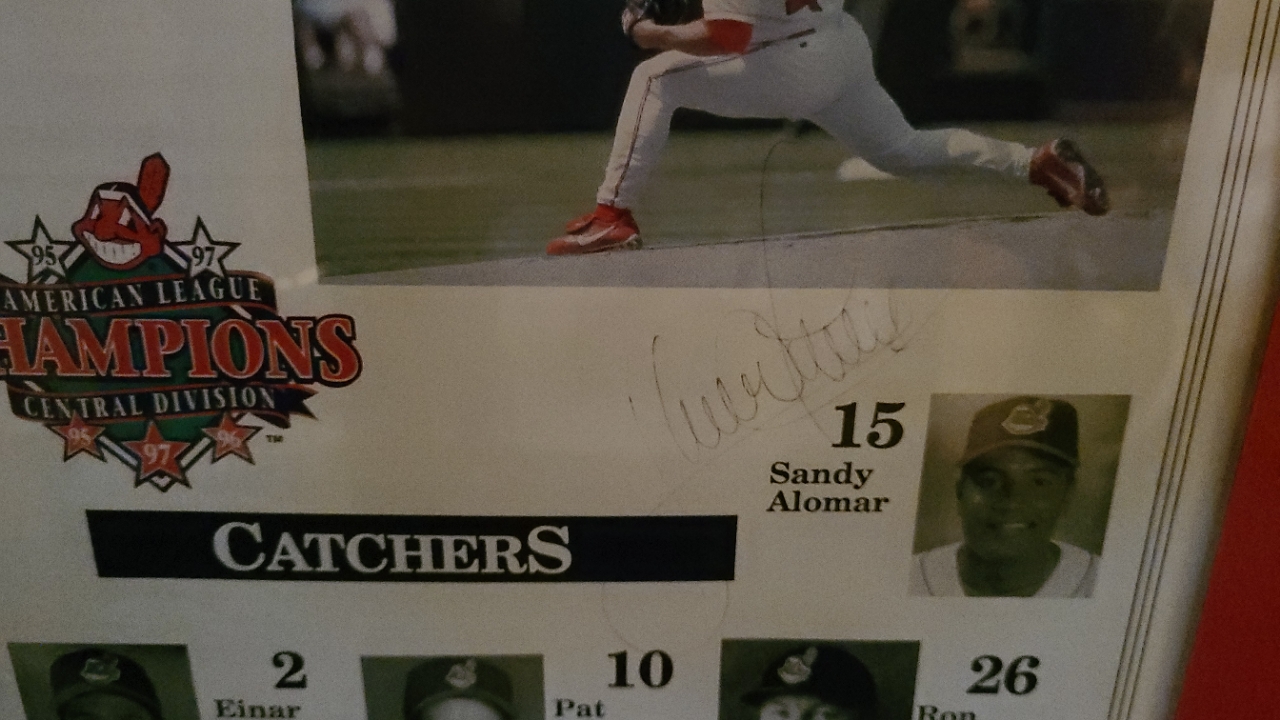 95
97
AMERICAN LEAGUE
HAMPIONS
CENTRAL DIVISION
95
97
96
TM
15
Sandy
Alomar
CATCHERS
2
Einar
10
Pat
26
Ron